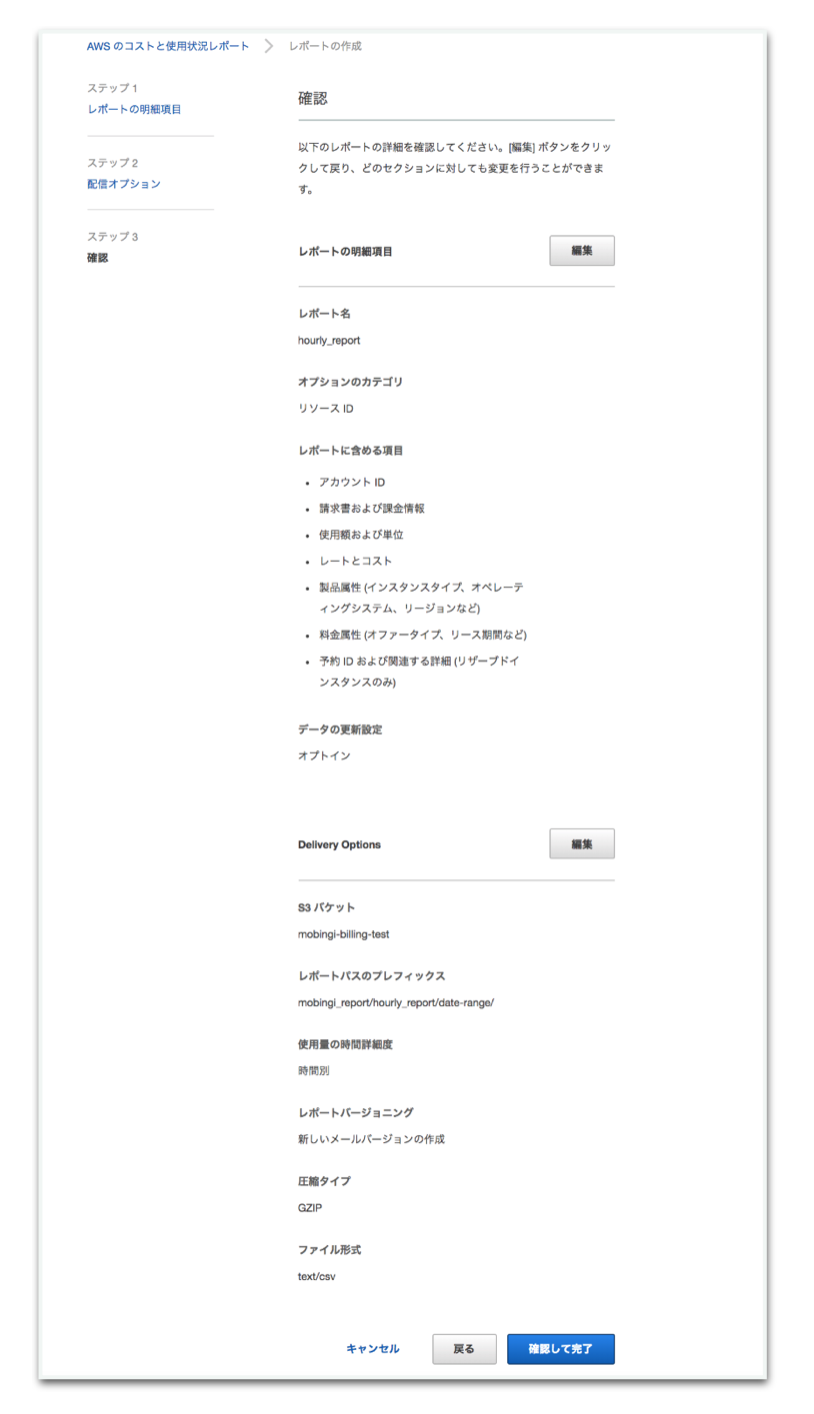 AWS のコストと使用状況レポート
レポートの作成
ステップ 1
レポートの明細項目
ステップ 2
配信オプション
ステップ 3
確認
確認
以下のレポートの詳細を確認してください。[編集] ボタンをクリッ
クして戻り、どのセクションに対しても変更を行うことができま
す。
レポートの明細項目
編集
レポート名
hourly_report
オプションのカテゴリ
リソース ID
レポートに含める項目
• アカウント ID
• 請求書および課金情報
• 使用額および単位
• レートとコスト
• 製品属性 (インスタンスタイプ、オペレーテ
ィングシステム、リージョンなど)
• 料金属性 (オファータイプ、リース期間など)
• 予約 ID および関連する詳細 (リザーブドイ
ンスタンスのみ)
データの更新設定
オプトイン
Delivery Options
編集
S3 バケット
mobingi-billing-test
レポートパスのプレフィックス
mobingi_report/hourly_report/date-range/
使用量の時間詳細度
時間別
レポートバージョニング
新しいメールバージョンの作成
圧縮タイプ
GZIP
ファイル形式
text/csv
キャンセル
戻る
確認して完了